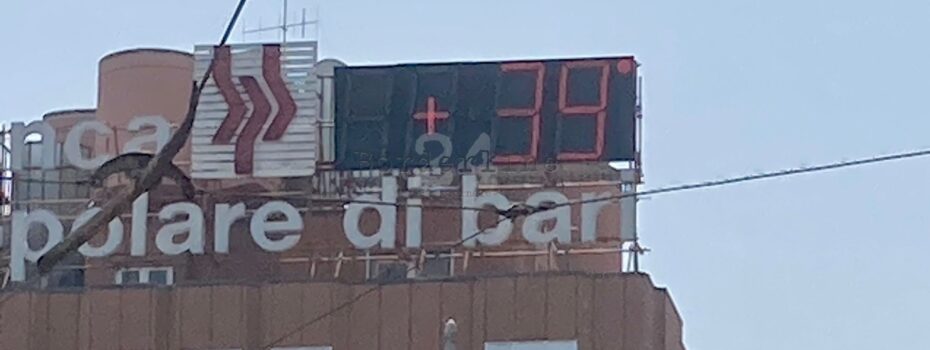 +39°
nca
polare di bari